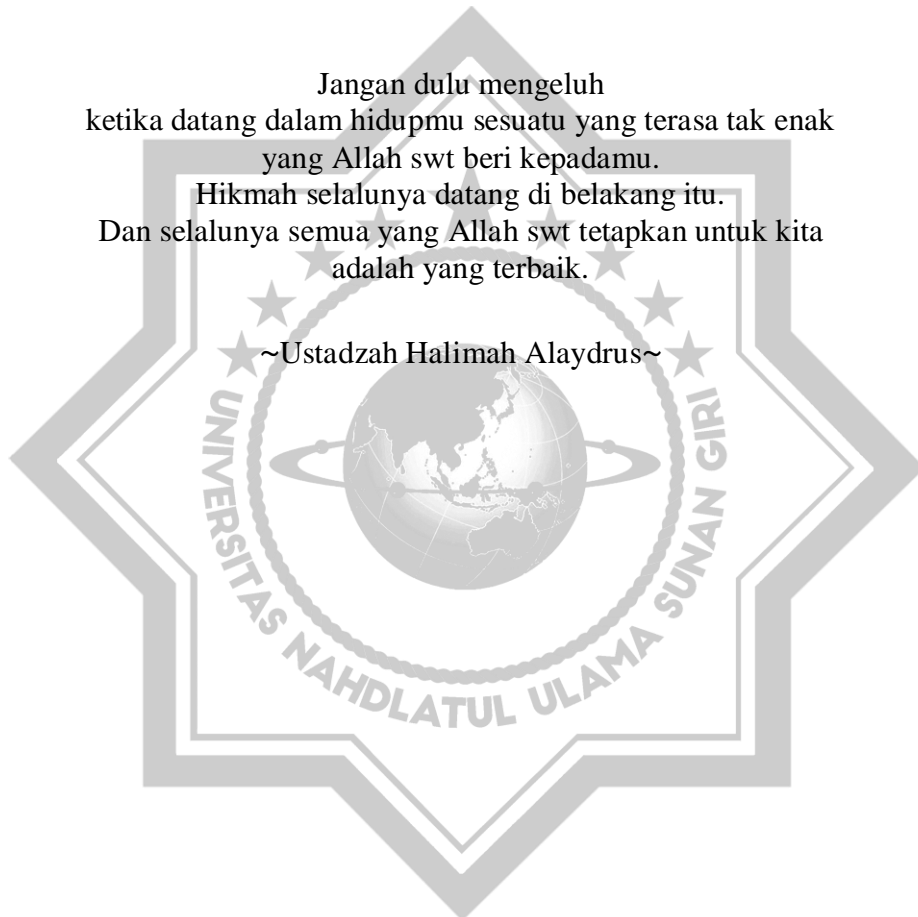 Jangan dulu mengeluh
ketika datang dalam hidupmu sesuatu yang terasa tak enak
yang Allah swt beri kepadamu.
Hikmah selalunya datang di belakang itu.
Dan selalunya semua yang Allah swt tetapkan untuk kita
adalah yang terbaik.
~Ustadzah Halimah Alaydrus~
UNIVERSITAS NAHDLATUL ULAMA SUNAN GIRI